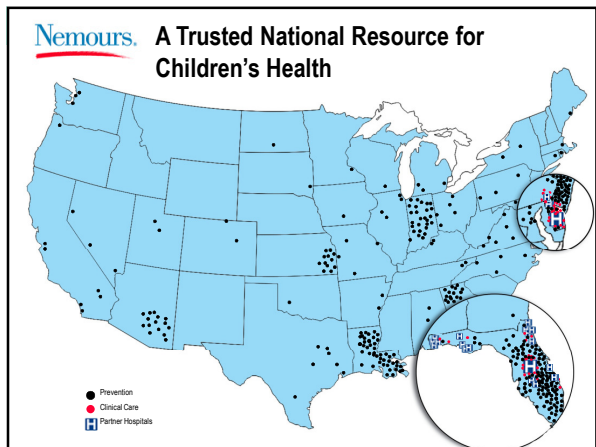 Nemours.
A Trusted National Resource for
Children's Health
Prevention
Clinical Care
H Partner Hospitals
H
H